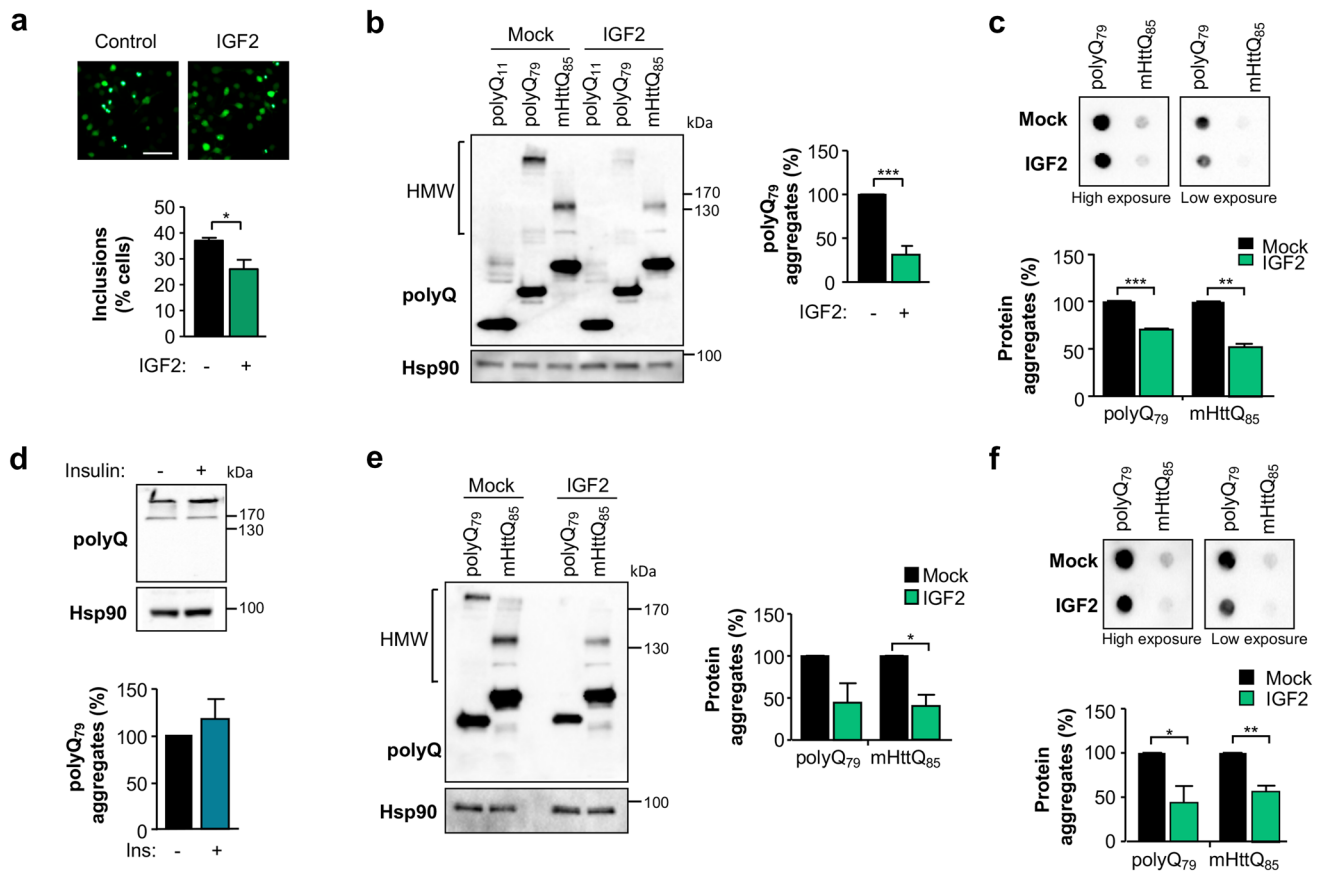 a
Control IGF2
Inclusions
(% cells)
50
40
30
20
10
0
*
IGF2: - +
b
Mock IGF2
polyQ11 polyQ79 mHttQ85 polyQ11 polyQ79 mHttQ85
kDa
HMW
170
130
polyQ
100
Hsp90
polyQ79
aggregates (%)
150
100
50
0
***
IGF2: - +
c
polyQ79 mHttQ85 polyQ79 mHttQ85
Mock
IGF2
High exposure Low exposure
Mock
IGF2
Protein
aggregates (%)
150
100
50
0
*** **
polyQ79 mHttQ85
d
Insulin: - + kDa
170
130
polyQ
Hsp90
100
polyQ79
aggregates (%)
150
100
50
0
Ins: - +
e
Mock IGF2
polyQ79 mHttQ85 polyQ79 mHttQ85
kDa
HMW
170
130
polyQ
Hsp90
100
Mock
IGF2
Protein
aggregates (%)
150
100
50
0
*
polyQ79 mHttQ85
f
polyQ79 mHttQ85 polyQ79 mHttQ85
Mock
IGF2
High exposure Low exposure
Mock
IGF2
Protein
aggregates (%)
150
100
50
0
* **
polyQ79 mHttQ85